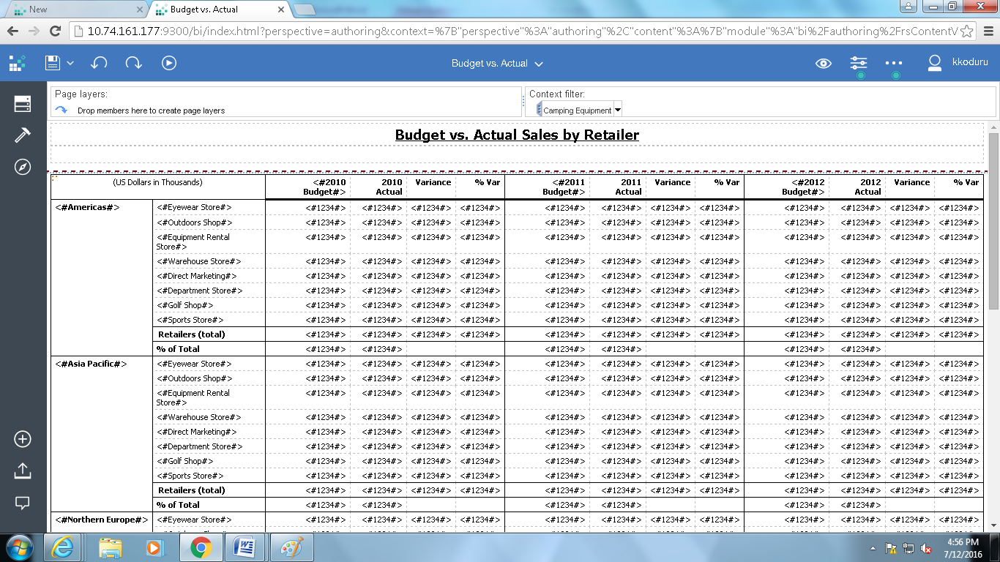 New
Budget vs. Actual
10.74.161.177:9300/bi/index.html?perspective=authoring&context=%7B"perspective"%3A"authoring"%2C"content"%3A%7B"module"%3A"bi%2Fauthoring%2FrsContentV
Budget vs. Actual
kkoduru
Page layers:
Drop members here to create page layers
Context filter:
Camping Equipment
Budget vs. Actual Sales by Retailer
(US Dollars in Thousands) <#2010 Budget#> 2010 Actual Variance % Var <#2011 Budget#> 2011 Actual Variance % Var <#2012 Budget#> 2012 Actual Variance % Var
<#Americas#> <#Eyewear Store#> <#1234#> <#1234#> <#1234#> <#1234#> <#1234#> <#1234#> <#1234#> <#1234#> <#1234#> <#1234#> <#1234#> <#1234#>
<#Outdoors Shop#> <#1234#> <#1234#> <#1234#> <#1234#> <#1234#> <#1234#> <#1234#> <#1234#> <#1234#> <#1234#> <#1234#> <#1234#>
<#Equipment Rental Store#> <#1234#> <#1234#> <#1234#> <#1234#> <#1234#> <#1234#> <#1234#> <#1234#> <#1234#> <#1234#> <#1234#> <#1234#>
<#Warehouse Store#> <#1234#> <#1234#> <#1234#> <#1234#> <#1234#> <#1234#> <#1234#> <#1234#> <#1234#> <#1234#> <#1234#> <#1234#>
<#Direct Marketing#> <#1234#> <#1234#> <#1234#> <#1234#> <#1234#> <#1234#> <#1234#> <#1234#> <#1234#> <#1234#> <#1234#> <#1234#>
<#Department Store#> <#1234#> <#1234#> <#1234#> <#1234#> <#1234#> <#1234#> <#1234#> <#1234#> <#1234#> <#1234#> <#1234#> <#1234#>
<#Golf Shop#> <#1234#> <#1234#> <#1234#> <#1234#> <#1234#> <#1234#> <#1234#> <#1234#> <#1234#> <#1234#> <#1234#> <#1234#>
<#Sports Store#> <#1234#> <#1234#> <#1234#> <#1234#> <#1234#> <#1234#> <#1234#> <#1234#> <#1234#> <#1234#> <#1234#> <#1234#>
Retailers (total) <#1234#> <#1234#> <#1234#> <#1234#> <#1234#> <#1234#> <#1234#> <#1234#> <#1234#> <#1234#> <#1234#> <#1234#>
% of Total <#1234#> <#1234#> <#1234#> <#1234#> <#1234#> <#1234#>
<#Asia Pacific#> <#Eyewear Store#> <#1234#> <#1234#> <#1234#> <#1234#> <#1234#> <#1234#> <#1234#> <#1234#> <#1234#> <#1234#> <#1234#> <#1234#>
<#Outdoors Shop#> <#1234#> <#1234#> <#1234#> <#1234#> <#1234#> <#1234#> <#1234#> <#1234#> <#1234#> <#1234#> <#1234#> <#1234#>
<#Equipment Rental Store#> <#1234#> <#1234#> <#1234#> <#1234#> <#1234#> <#1234#> <#1234#> <#1234#> <#1234#> <#1234#> <#1234#> <#1234#>
<#Warehouse Store#> <#1234#> <#1234#> <#1234#> <#1234#> <#1234#> <#1234#> <#1234#> <#1234#> <#1234#> <#1234#> <#1234#> <#1234#>
<#Direct Marketing#> <#1234#> <#1234#> <#1234#> <#1234#> <#1234#> <#1234#> <#1234#> <#1234#> <#1234#> <#1234#> <#1234#> <#1234#>
<#Department Store#> <#1234#> <#1234#> <#1234#> <#1234#> <#1234#> <#1234#> <#1234#> <#1234#> <#1234#> <#1234#> <#1234#> <#1234#>
<#Golf Shop#> <#1234#> <#1234#> <#1234#> <#1234#> <#1234#> <#1234#> <#1234#> <#1234#> <#1234#> <#1234#> <#1234#> <#1234#>
<#Sports Store#> <#1234#> <#1234#> <#1234#> <#1234#> <#1234#> <#1234#> <#1234#> <#1234#> <#1234#> <#1234#> <#1234#> <#1234#>
Retailers (total) <#1234#> <#1234#> <#1234#> <#1234#> <#1234#> <#1234#> <#1234#> <#1234#> <#1234#> <#1234#> <#1234#> <#1234#>
% of Total <#1234#> <#1234#> <#1234#> <#1234#> <#1234#> <#1234#>
<#Northern Europe#> <#Eyewear Store#> <#1234#> <#1234#> <#1234#> <#1234#> <#1234#> <#1234#> <#1234#> <#1234#> <#1234#> <#1234#> <#1234#> <#1234#>
4:56 PM
7/12/2016